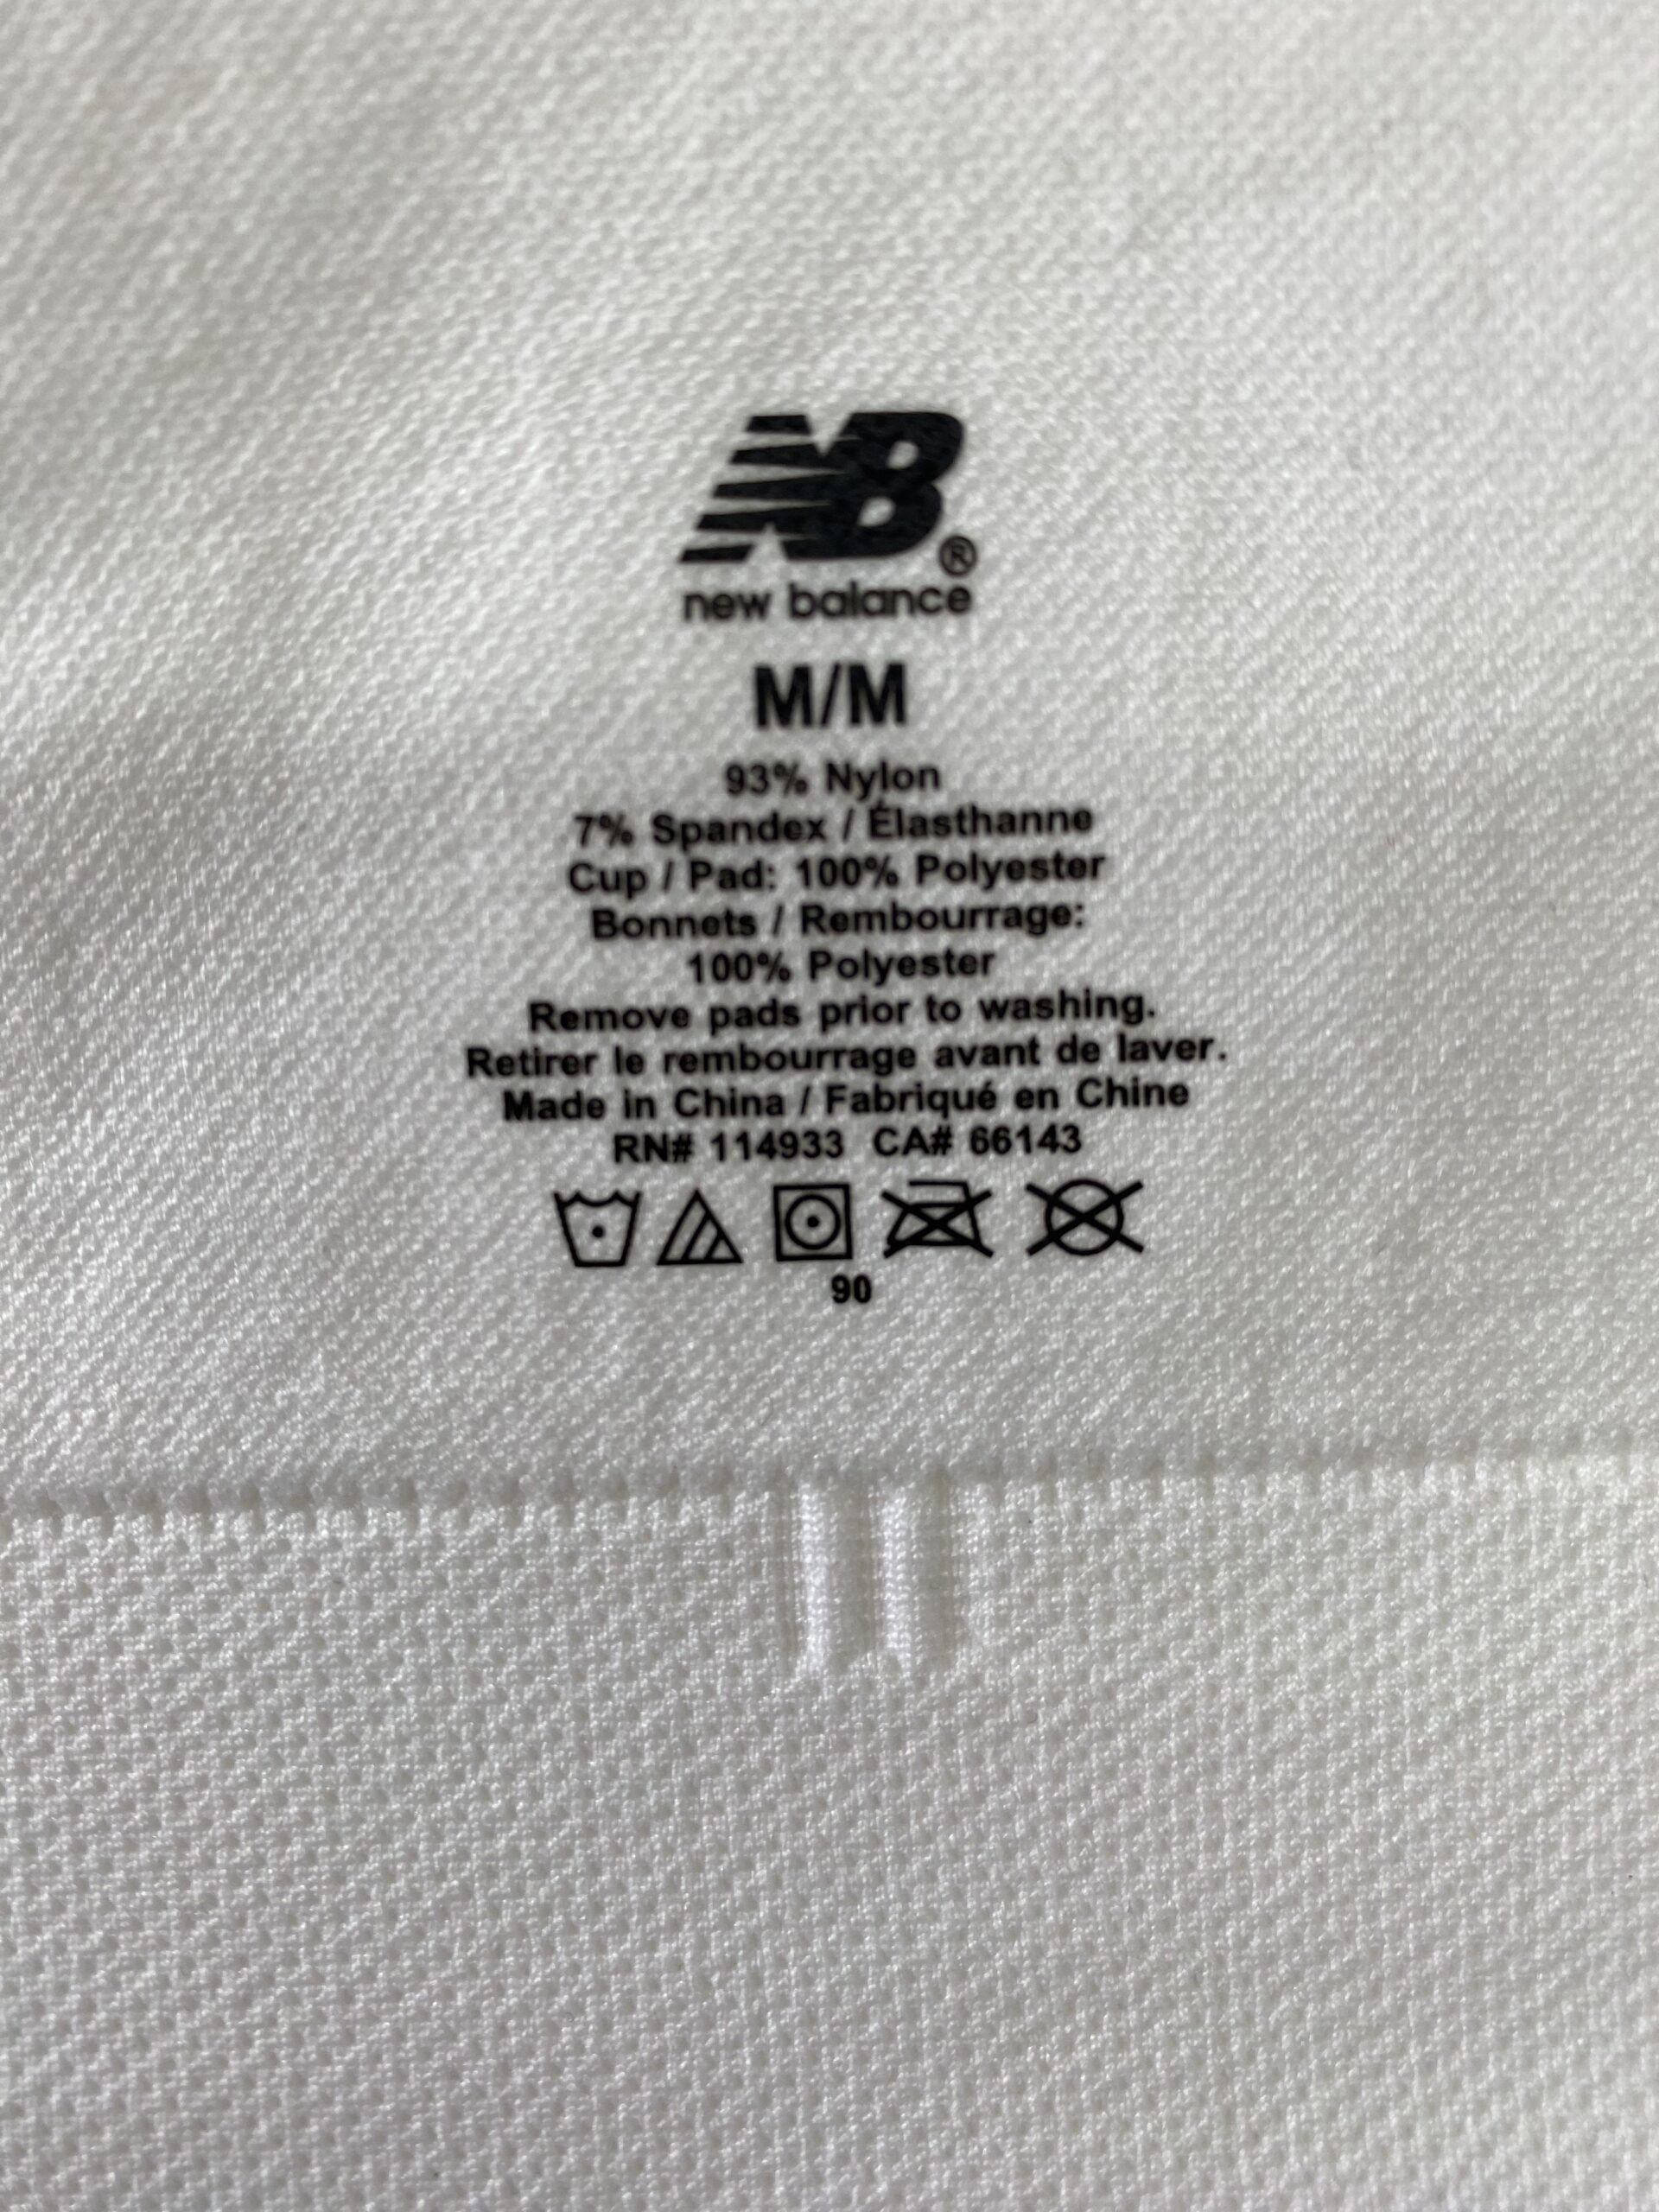 NB®
new balance
M/M
93% Nylon
7% Spandex / Élasthanne
Cup / Pad: 100% Polyester
Bonnets / Rembourrage:
100% Polyester
Remove pads prior to washing.
Retirer le rembourrage avant de laver.
Made in China / Fabriqué en Chine
RN# 114933 CA# 66143
90